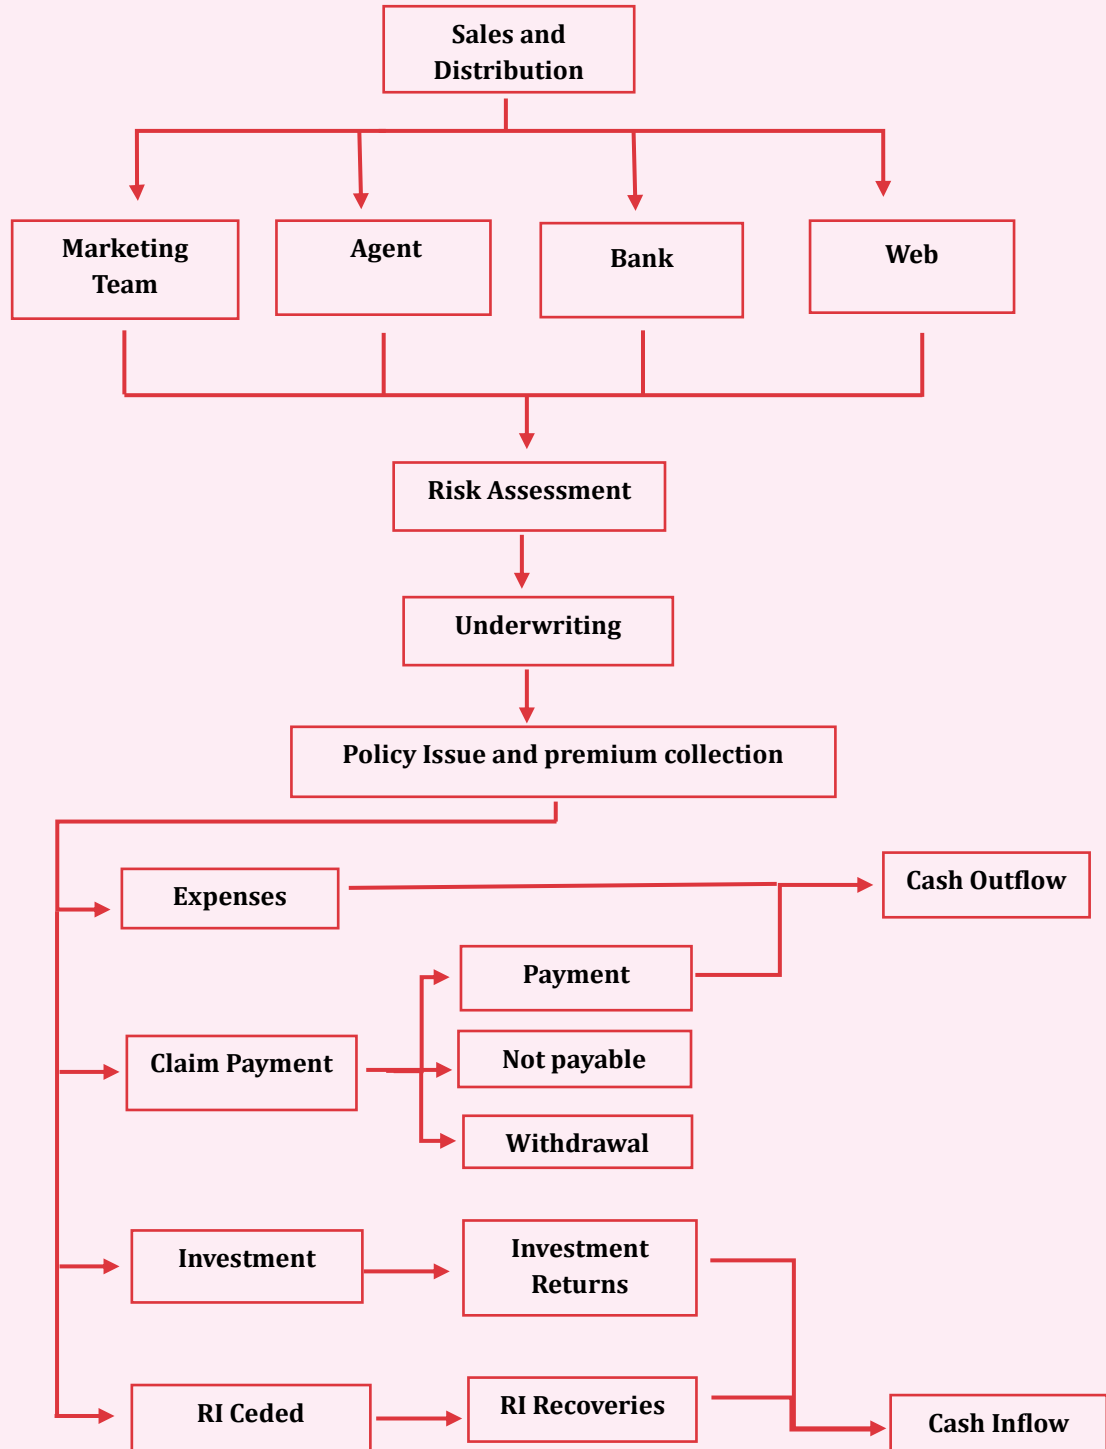 Sales and
Distribution
Marketing
Team
Agent
Bank
Web
Risk Assessment
Underwriting
Policy Issue and premium collection
Expenses
Cash Outflow
Payment
Claim Payment
Not payable
Withdrawal
Investment
Investment
Returns
RI Ceded
RI Recoveries
Cash Inflow